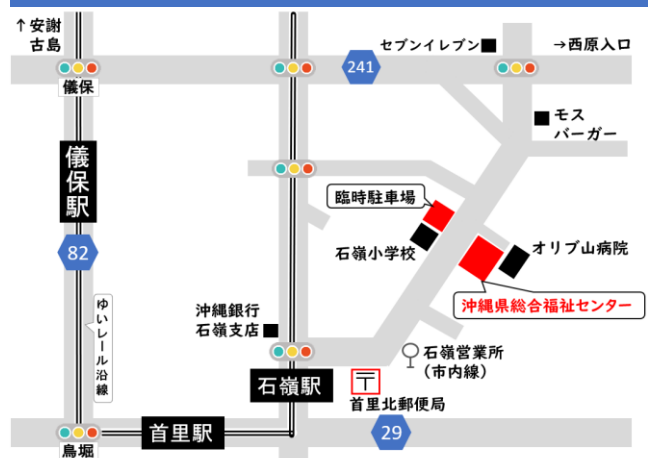 ↑安謝
古島
セブンイレブン
→西原入口
241
儀保
モス
バーガー
儀保駅
臨時駐車場
82
石嶺小学校
オリブ山病院
沖縄県総合福祉センター
ゆいレール沿線
沖縄銀行
石嶺支店
石嶺営業所
(市内線)
石嶺駅
〒
首里北郵便局
首里駅
29
鳥堀